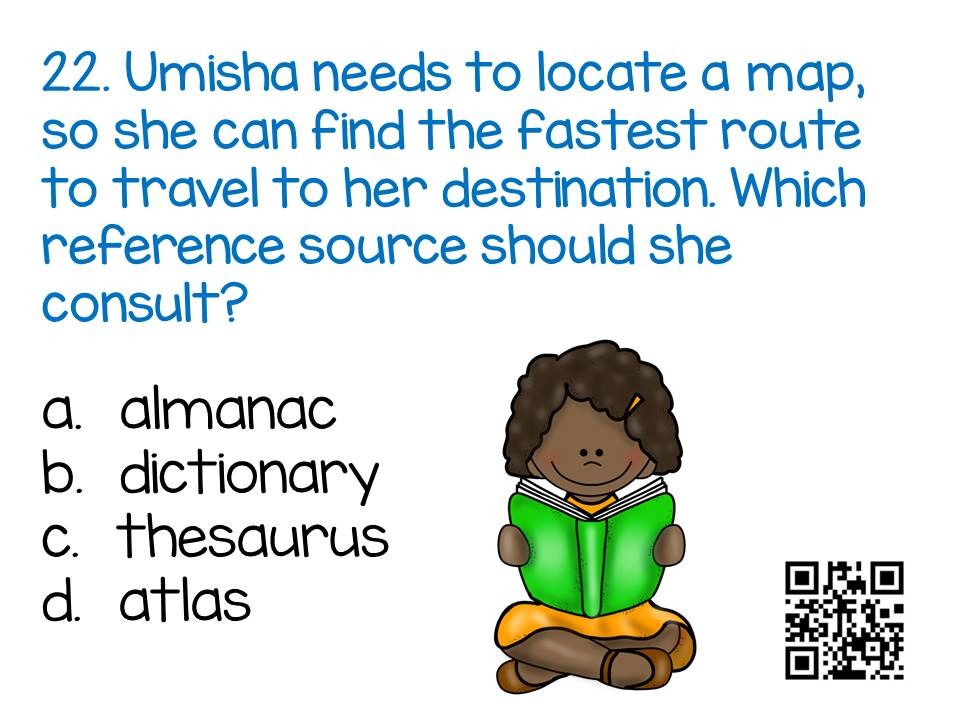 22. Umisha needs to locate a map,
so she can find the fastest route
to travel to her destination. Which
reference source should she
consult?
a. almanac
b. dictionary
c. thesaurus
d. atlas